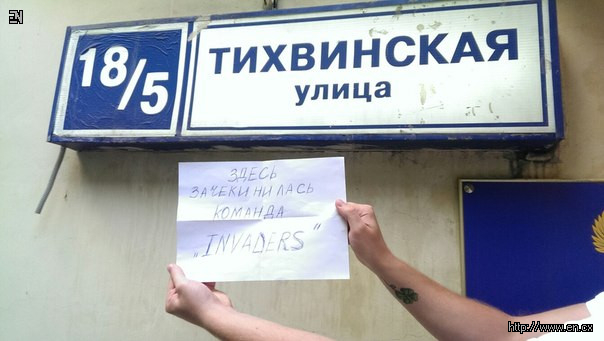 EN
18/5
ТИХВИНСКАЯ
улица
ЗДЕСЬ
ЗАЧЕКИНИЛАСЬ
КОМАНДА
„INVADERS"
http://www.en.cx